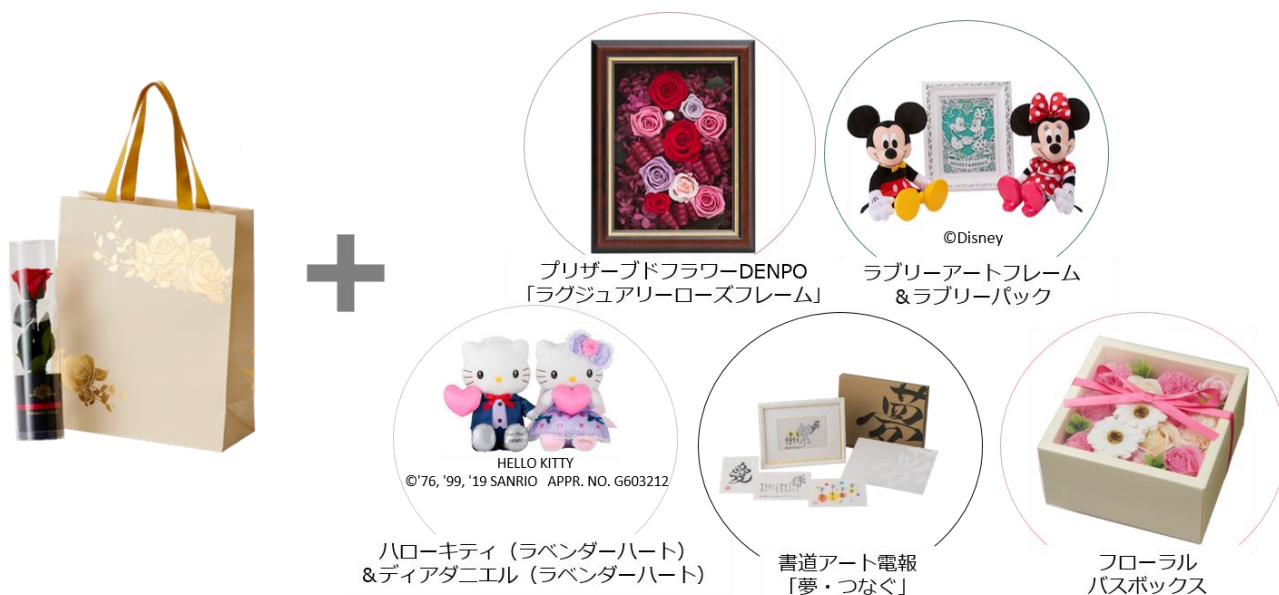 プリザーブドフラワーDENPO
「ラグジュアリーローズフレーム」
©Disney
ラブリーアートフレーム
&ラブリーパック
HELLO KITTY
©'76, '99, '19 SANRIO APPR. NO. G603212
ハローキティ（ラベンダーハート）
&ディアダニエル（ラベンダーハート）
夢
書道アート電報
「夢・つなぐ」
フローラル
バスボックス